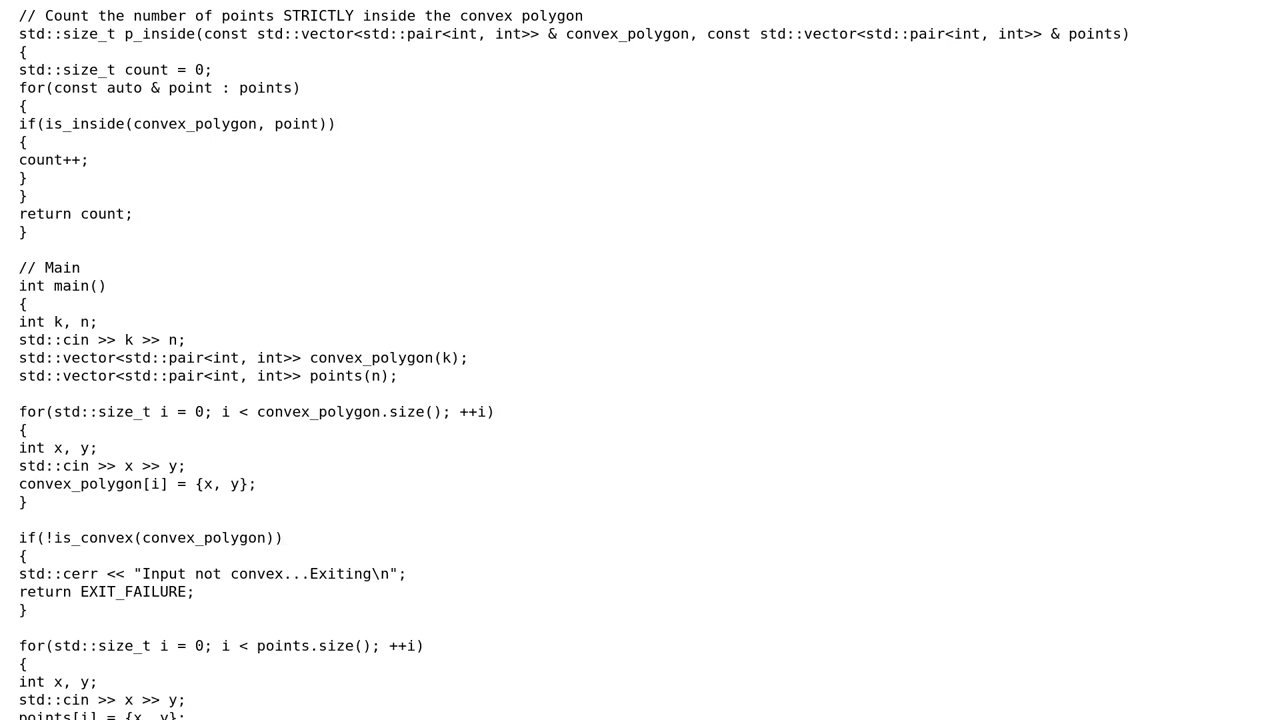 // Count the number of points STRICTLY inside the convex polygon
std::size_t p_inside(const std::vector<std::pair<int, int>> & convex_polygon, const std::vector<std::pair<int, int>> & points)
{
std::size_t count = 0;
for(const auto & point : points)
{
if(is_inside(convex_polygon, point))
{
count++;
}
}
return count;
}

// Main
int main()
{
int k, n;
std::cin >> k >> n;
std::vector<std::pair<int, int>> convex_polygon(k);
std::vector<std::pair<int, int>> points(n);

for(std::size_t i = 0; i < convex_polygon.size(); ++i)
{
int x, y;
std::cin >> x >> y;
convex_polygon[i] = {x, y};
}

if(!is_convex(convex_polygon))
{
std::cerr << "Input not convex...Exiting\n";
return EXIT_FAILURE;
}

for(std::size_t i = 0; i < points.size(); ++i)
{
int x, y;
std::cin >> x >> y;
points[i] = {x, y};